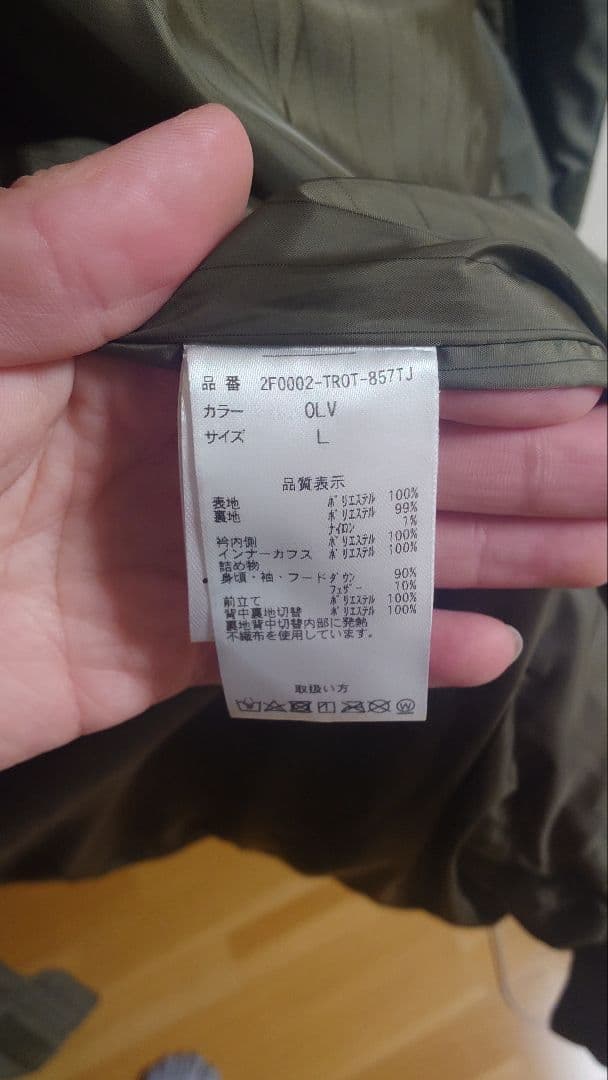 品番 2F0002-TROT-857TJ
カラー OLV
サイズ L
品質表示
表地 ポリエステル 100%
裏地 ポリエステル 99%
ナイロン 1%
衿内側 ポリエステル 100%
インナーカフス ポリエステル 100%
詰め物
身頃・袖・フード ダウン 90%
フェザー 10%
前立て ポリエステル 100%
背中裏地切替 ポリエステル 100%
裏地背中切替内部に発熱
不織布を使用しています。
取扱い方